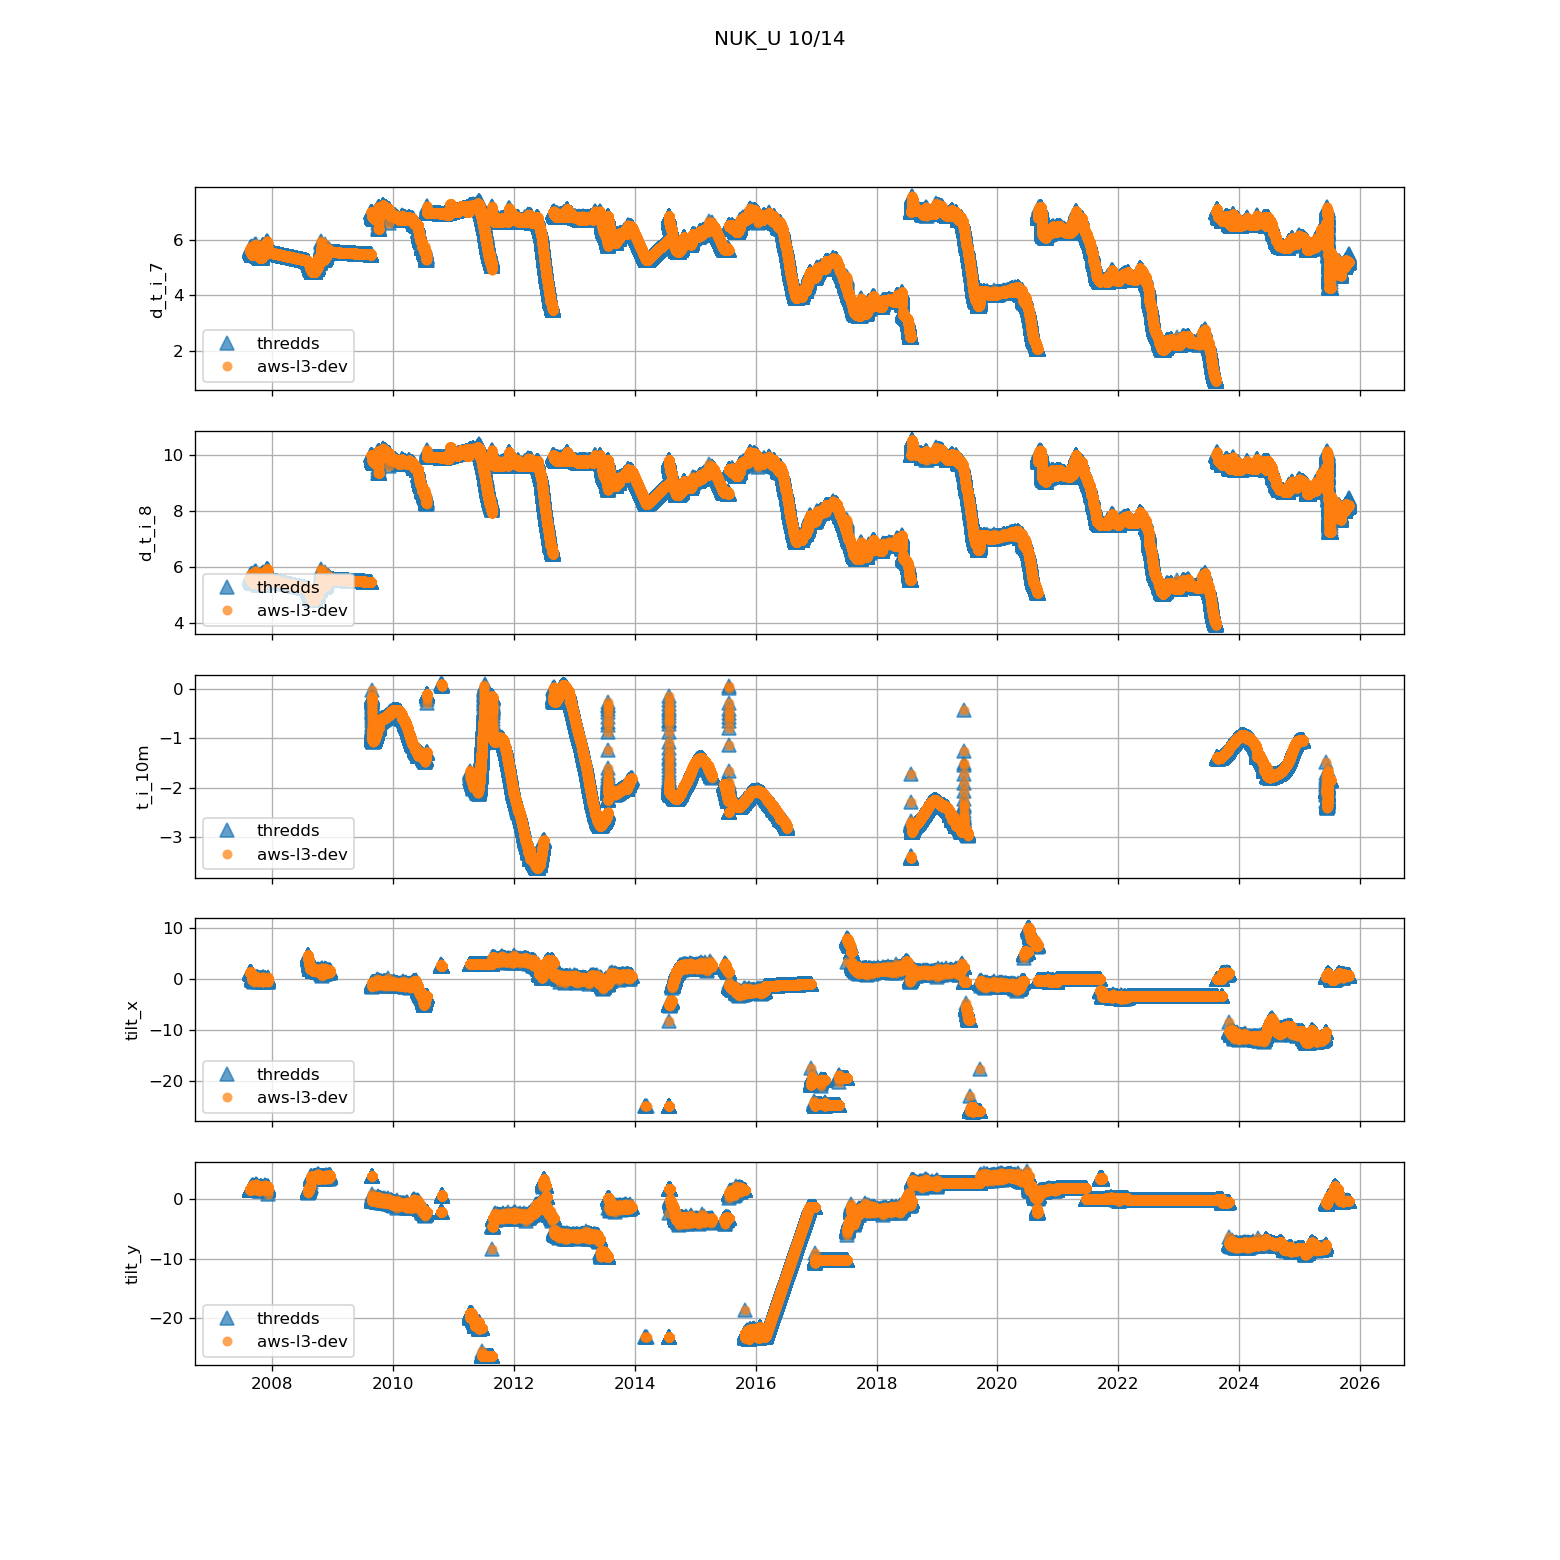 NUK_U 10/14
d_t_i_7
6
4
2
thredds
aws-l3-dev
d_t_i_8
10
8
6
4
thredds
aws-l3-dev
t_i_10m
0
−1
−2
−3
thredds
aws-l3-dev
tilt_x
10
0
−10
−20
thredds
aws-l3-dev
tilt_y
0
−10
−20
thredds
aws-l3-dev
2008 2010 2012 2014 2016 2018 2020 2022 2024 2026